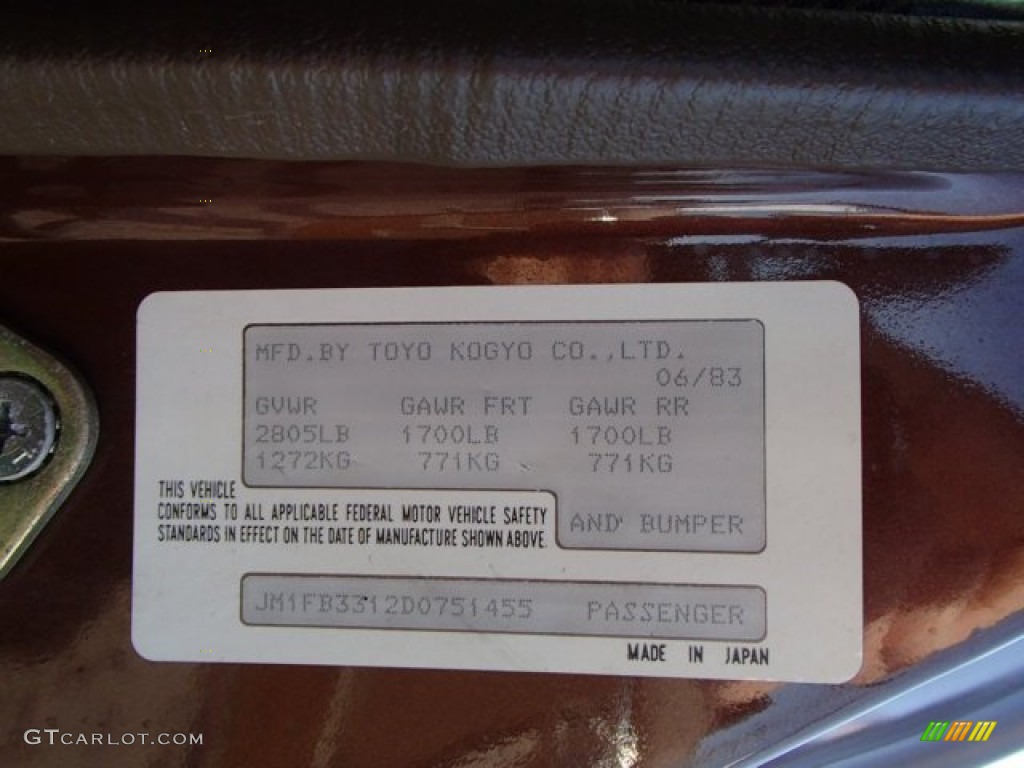 MFD.BY TOYO KOGYO CO.,LTD.
06/83
GVWR GAWR FRT GAWR RR
2805LB 1700LB 1700LB
1272KG 771KG 771KG
THIS VEHICLE
CONFORMS TO ALL APPLICABLE FEDERAL MOTOR VEHICLE SAFETY
STANDARDS IN EFFECT ON THE DATE OF MANUFACTURE SHOWN ABOVE.
AND BUMPER
JM1FB3312D0751455 PASSENGER
MADE IN JAPAN
GTCARLOT.COM